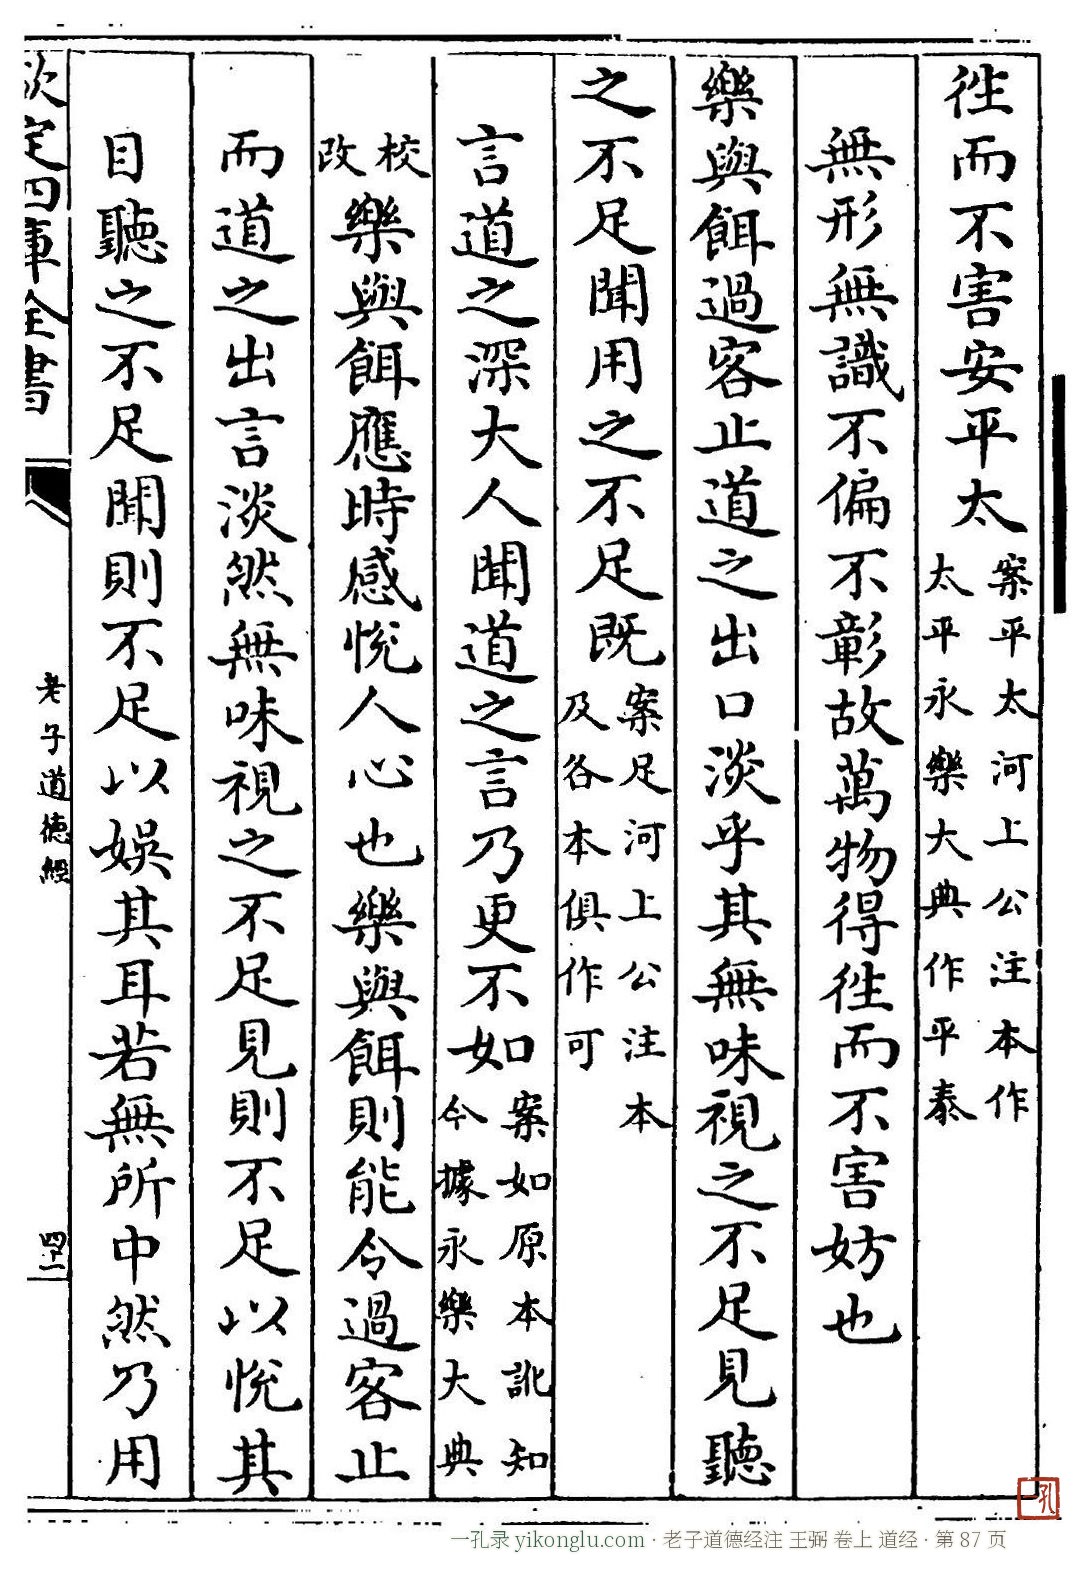 往而不害安平太案平太河上公注本作太平永樂大典作平泰
無形無識不偏不彰故萬物得徃而不害妨也
樂與餌過客止道之出口淡乎其無味視之不足見聽
之不足聞用之不足既案足河上公注本及各本俱作可
言道之深大人聞道之言乃更不如案如原本訛知今據永樂大典
校改樂與餌應時感悅人心也樂與餌則能令過客止
而道之出言淡然無味視之不足見則不足以悅其
目聽之不足聞則不足以娛其耳若無所中然乃用
欽定四庫全書
老子道德經
四十二
一孔录 yikonglu.com · 老子道德经注 王弼 卷上 道经 · 第 87 页